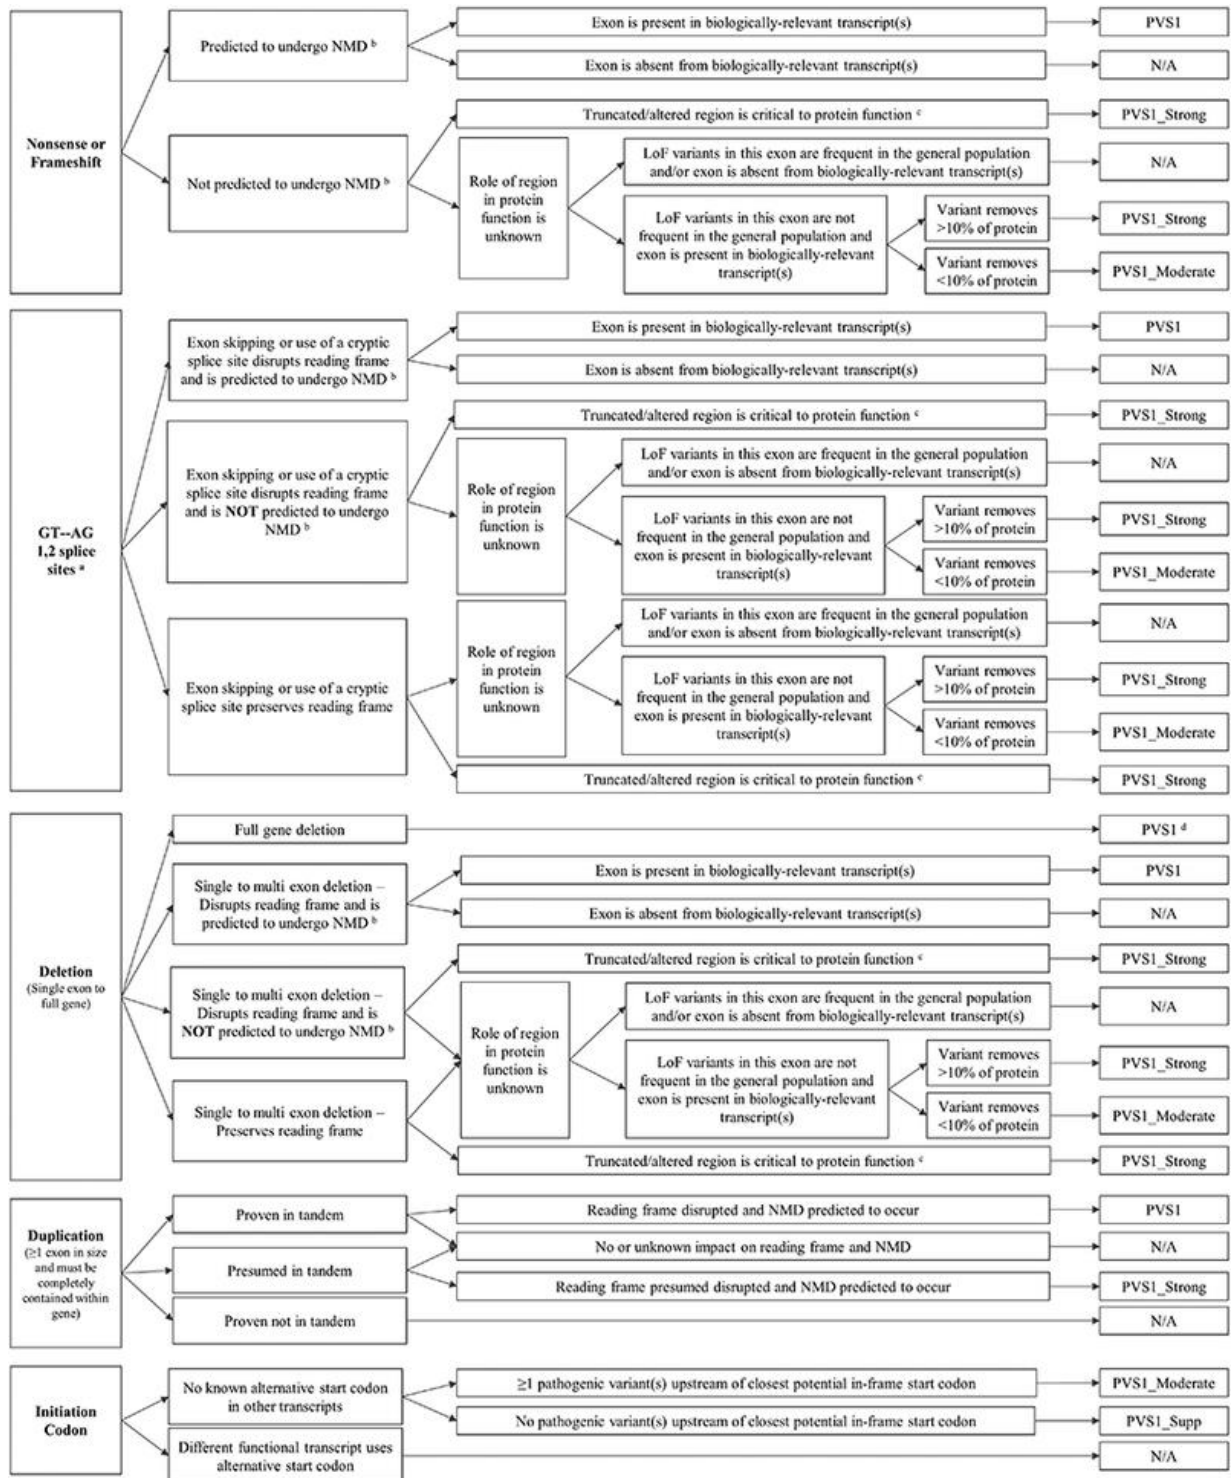 Nonsense or
Frameshift
Predicted to undergo NMD b
Exon is present in biologically-relevant transcript(s)
PVS1
Exon is absent from biologically-relevant transcript(s)
N/A
Not predicted to undergo NMD b
Truncated/altered region is critical to protein function c
PVS1_Strong
Role of region
in protein
function is
unknown
LoF variants in this exon are frequent in the general population
and/or exon is absent from biologically-relevant transcript(s)
N/A
LoF variants in this exon are not
frequent in the general population and
exon is present in biologically-relevant
transcript(s)
Variant removes
>10% of protein
PVS1_Strong
Variant removes
<10% of protein
PVS1_Moderate
GT--AG
1,2 splice
sites a
Exon skipping or use of a cryptic
splice site disrupts reading frame
and is predicted to undergo NMD b
Exon is present in biologically-relevant transcript(s)
PVS1
Exon is absent from biologically-relevant transcript(s)
N/A
Exon skipping or use of a cryptic
splice site disrupts reading frame
and is NOT predicted to undergo
NMD b
Truncated/altered region is critical to protein function c
PVS1_Strong
Role of region
in protein
function is
unknown
LoF variants in this exon are frequent in the general population
and/or exon is absent from biologically-relevant transcript(s)
N/A
LoF variants in this exon are not
frequent in the general population and
exon is present in biologically-relevant
transcript(s)
Variant removes
>10% of protein
PVS1_Strong
Variant removes
<10% of protein
PVS1_Moderate
Exon skipping or use of a cryptic
splice site preserves reading frame
Role of region
in protein
function is
unknown
LoF variants in this exon are frequent in the general population
and/or exon is absent from biologically-relevant transcript(s)
N/A
LoF variants in this exon are not
frequent in the general population and
exon is present in biologically-relevant
transcript(s)
Variant removes
>10% of protein
PVS1_Strong
Variant removes
<10% of protein
PVS1_Moderate
Truncated/altered region is critical to protein function c
PVS1_Strong
Deletion
(Single exon to
full gene)
Full gene deletion
PVS1 d
Single to multi exon deletion –
Disrupts reading frame and is
predicted to undergo NMD b
Exon is present in biologically-relevant transcript(s)
PVS1
Exon is absent from biologically-relevant transcript(s)
N/A
Single to multi exon deletion –
Disrupts reading frame and is
NOT predicted to undergo NMD b
Truncated/altered region is critical to protein function c
PVS1_Strong
Role of region
in protein
function is
unknown
LoF variants in this exon are frequent in the general population
and/or exon is absent from biologically-relevant transcript(s)
N/A
LoF variants in this exon are not
frequent in the general population and
exon is present in biologically-relevant
transcript(s)
Variant removes
>10% of protein
PVS1_Strong
Variant removes
<10% of protein
PVS1_Moderate
Single to multi exon deletion –
Preserves reading frame
Truncated/altered region is critical to protein function c
PVS1_Strong
Duplication
(≥1 exon in size
and must be
completely
contained within
gene)
Proven in tandem
Reading frame disrupted and NMD predicted to occur
PVS1
No or unknown impact on reading frame and NMD
N/A
Presumed in tandem
Reading frame presumed disrupted and NMD predicted to occur
PVS1_Strong
Proven not in tandem
N/A
Initiation
Codon
No known alternative start codon
in other transcripts
≥1 pathogenic variant(s) upstream of closest potential in-frame start codon
PVS1_Moderate
No pathogenic variant(s) upstream of closest potential in-frame start codon
PVS1_Supp
Different functional transcript uses
alternative start codon
N/A